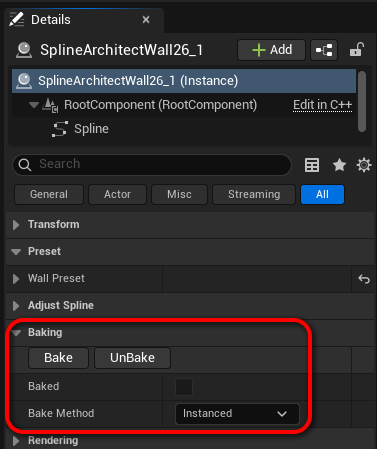 Details
SplineArchitectWall26_1
Add
SplineArchitectWall26_1 (Instance)
RootComponent (RootComponent) Edit in C++
Spline
Search
General Actor Misc Streaming All
Transform
Preset
Wall Preset
Adjust Spline
Baking
Bake UnBake
Baked
Bake Method Instanced
Rendering